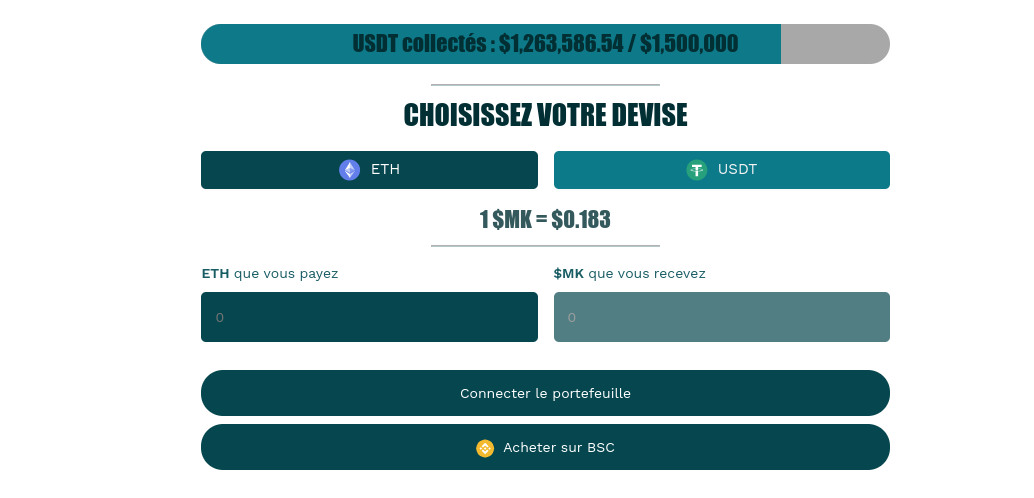 USDT collectés : $1,263,586.54 / $1,500,000
CHOISISSEZ VOTRE DEVISE
ETH
USDT
1 $MK = $0.183
ETH que vous payez
$MK que vous recevez
0
0
Connecter le portefeuille
Acheter sur BSC